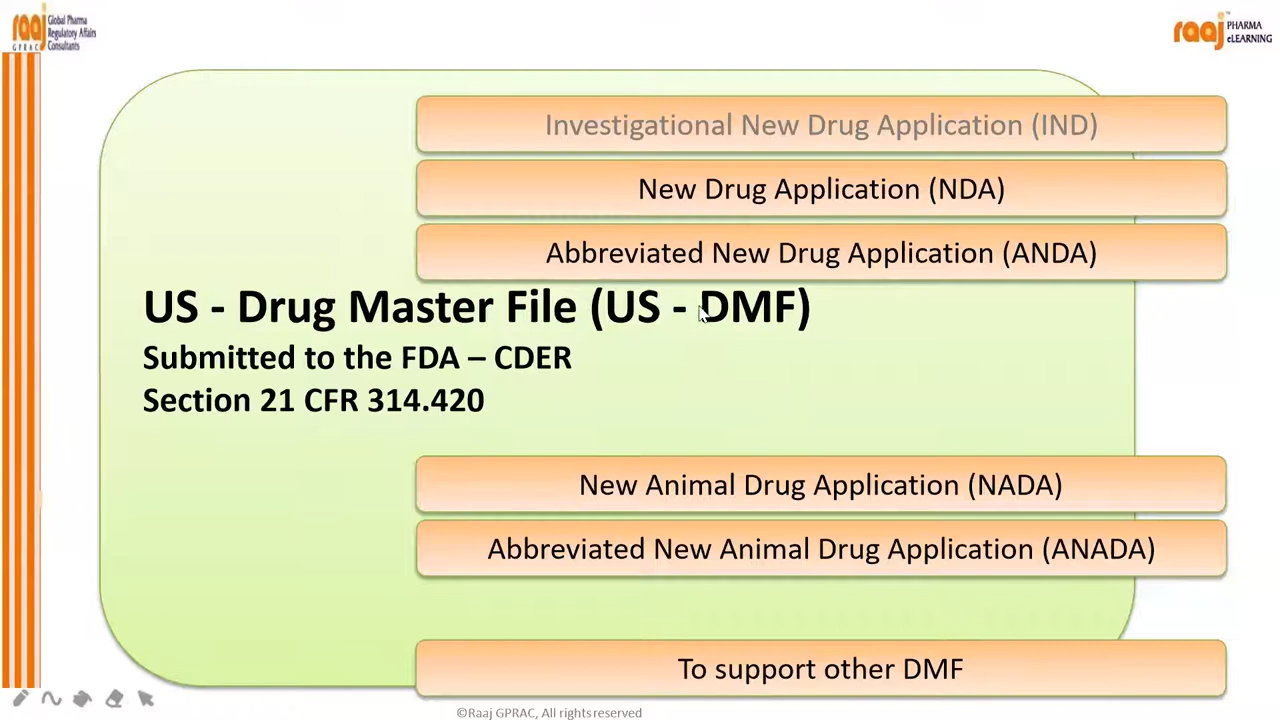 raaj
GPRAC
Global Pharma
Regulatory Affairs
Consultants
raaj
PHARMA
eLEARNING
Investigational New Drug Application (IND)
New Drug Application (NDA)
Abbreviated New Drug Application (ANDA)
US - Drug Master File (US - DMF)
Submitted to the FDA – CDER
Section 21 CFR 314.420
New Animal Drug Application (NADA)
Abbreviated New Animal Drug Application (ANADA)
To support other DMF
©Raaj GPRAC, All rights reserved